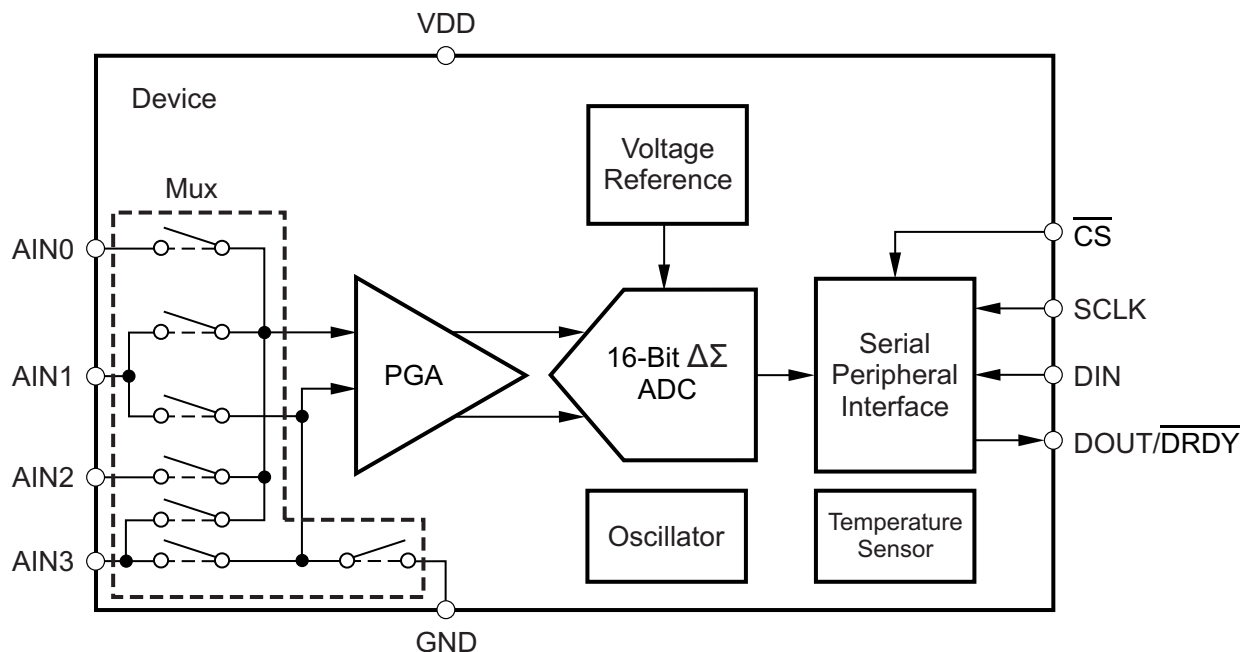 VDD
Device
Voltage
Reference
Mux
AIN0
CS
SCLK
AIN1
PGA
16-Bit ΔΣ
ADC
Serial
Peripheral
Interface
DIN
DOUT/DRDY
AIN2
AIN3
Oscillator
Temperature
Sensor
GND